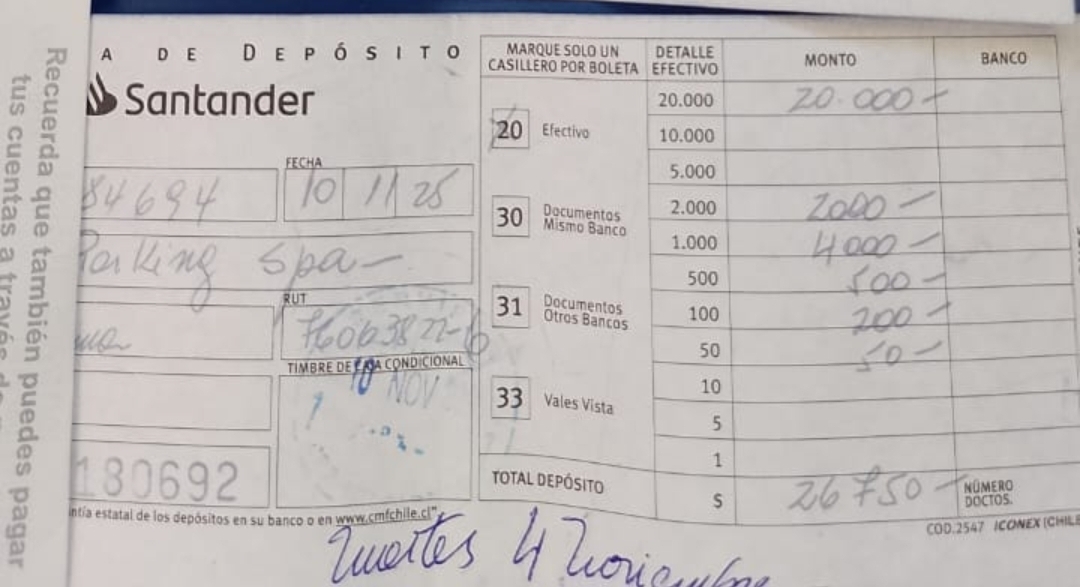 Recuerda que también puedes pagar
tus cuentas a través de
A DE DEPÓSITO
Santander
FECHA
84694
10 11 25
Parking Spa -
RUT
76063822-6
TIMBRE DE CAJA CONDICIONAL
10 NOV
180692
ntía estatal de los depósitos en su banco o en www.cmfchile.cl"
MARQUE SOLO UN
CASILLERO POR BOLETA
DETALLE
EFECTIVO
MONTO
BANCO
20 Efectivo
30 Documentos
Mismo Banco
31 Documentos
Otros Bancos
33 Vales Vista
20.000 20.000-
10.000
5.000
2.000 2000-
1.000 4000-
500 500-
100 200-
50 50-
10
5
1
TOTAL DEPÓSITO $ 26750-
NÚMERO
DOCTOS.
COD.2547 ICONEX (CHILE
Martes 4 Noviembre